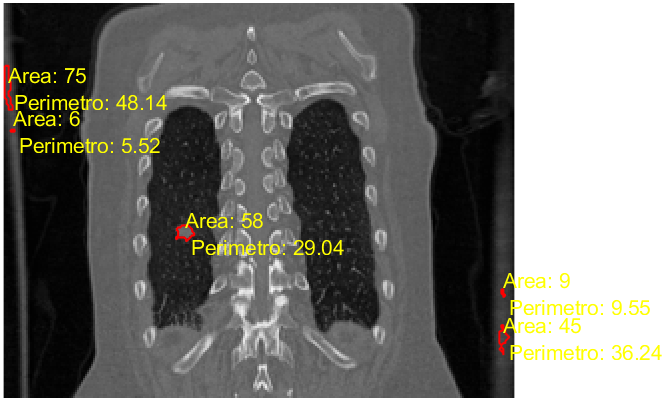 Area: 75
Perimetro: 48.14
Area: 6
Perimetro: 5.52
Area: 58
Perimetro: 29.04
Area: 9
Perimetro: 9.55
Area: 45
Perimetro: 36.24